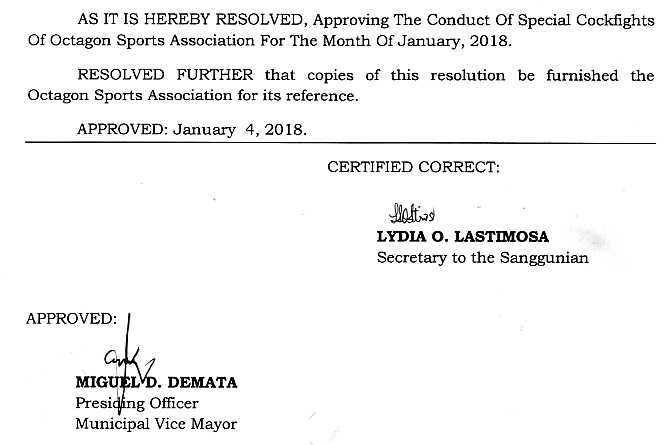 AS IT IS HEREBY RESOLVED, Approving The Conduct Of Special Cockfights
Of Octagon Sports Association For The Month Of January, 2018.
RESOLVED FURTHER that copies of this resolution be furnished the
Octagon Sports Association for its reference.
APPROVED: January 4, 2018.
CERTIFIED CORRECT:
LYDIA O. LASTIMOSA
Secretary to the Sanggunian
APPROVED:
MIGUEL D. DEMATA
Presiding Officer
Municipal Vice Mayor